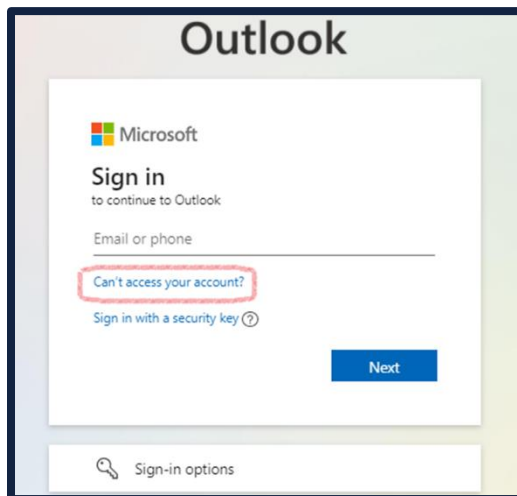 Outlook
Microsoft
Sign in
to continue to Outlook
Email or phone
Can't access your account?
Sign in with a security key
Next
Sign-in options